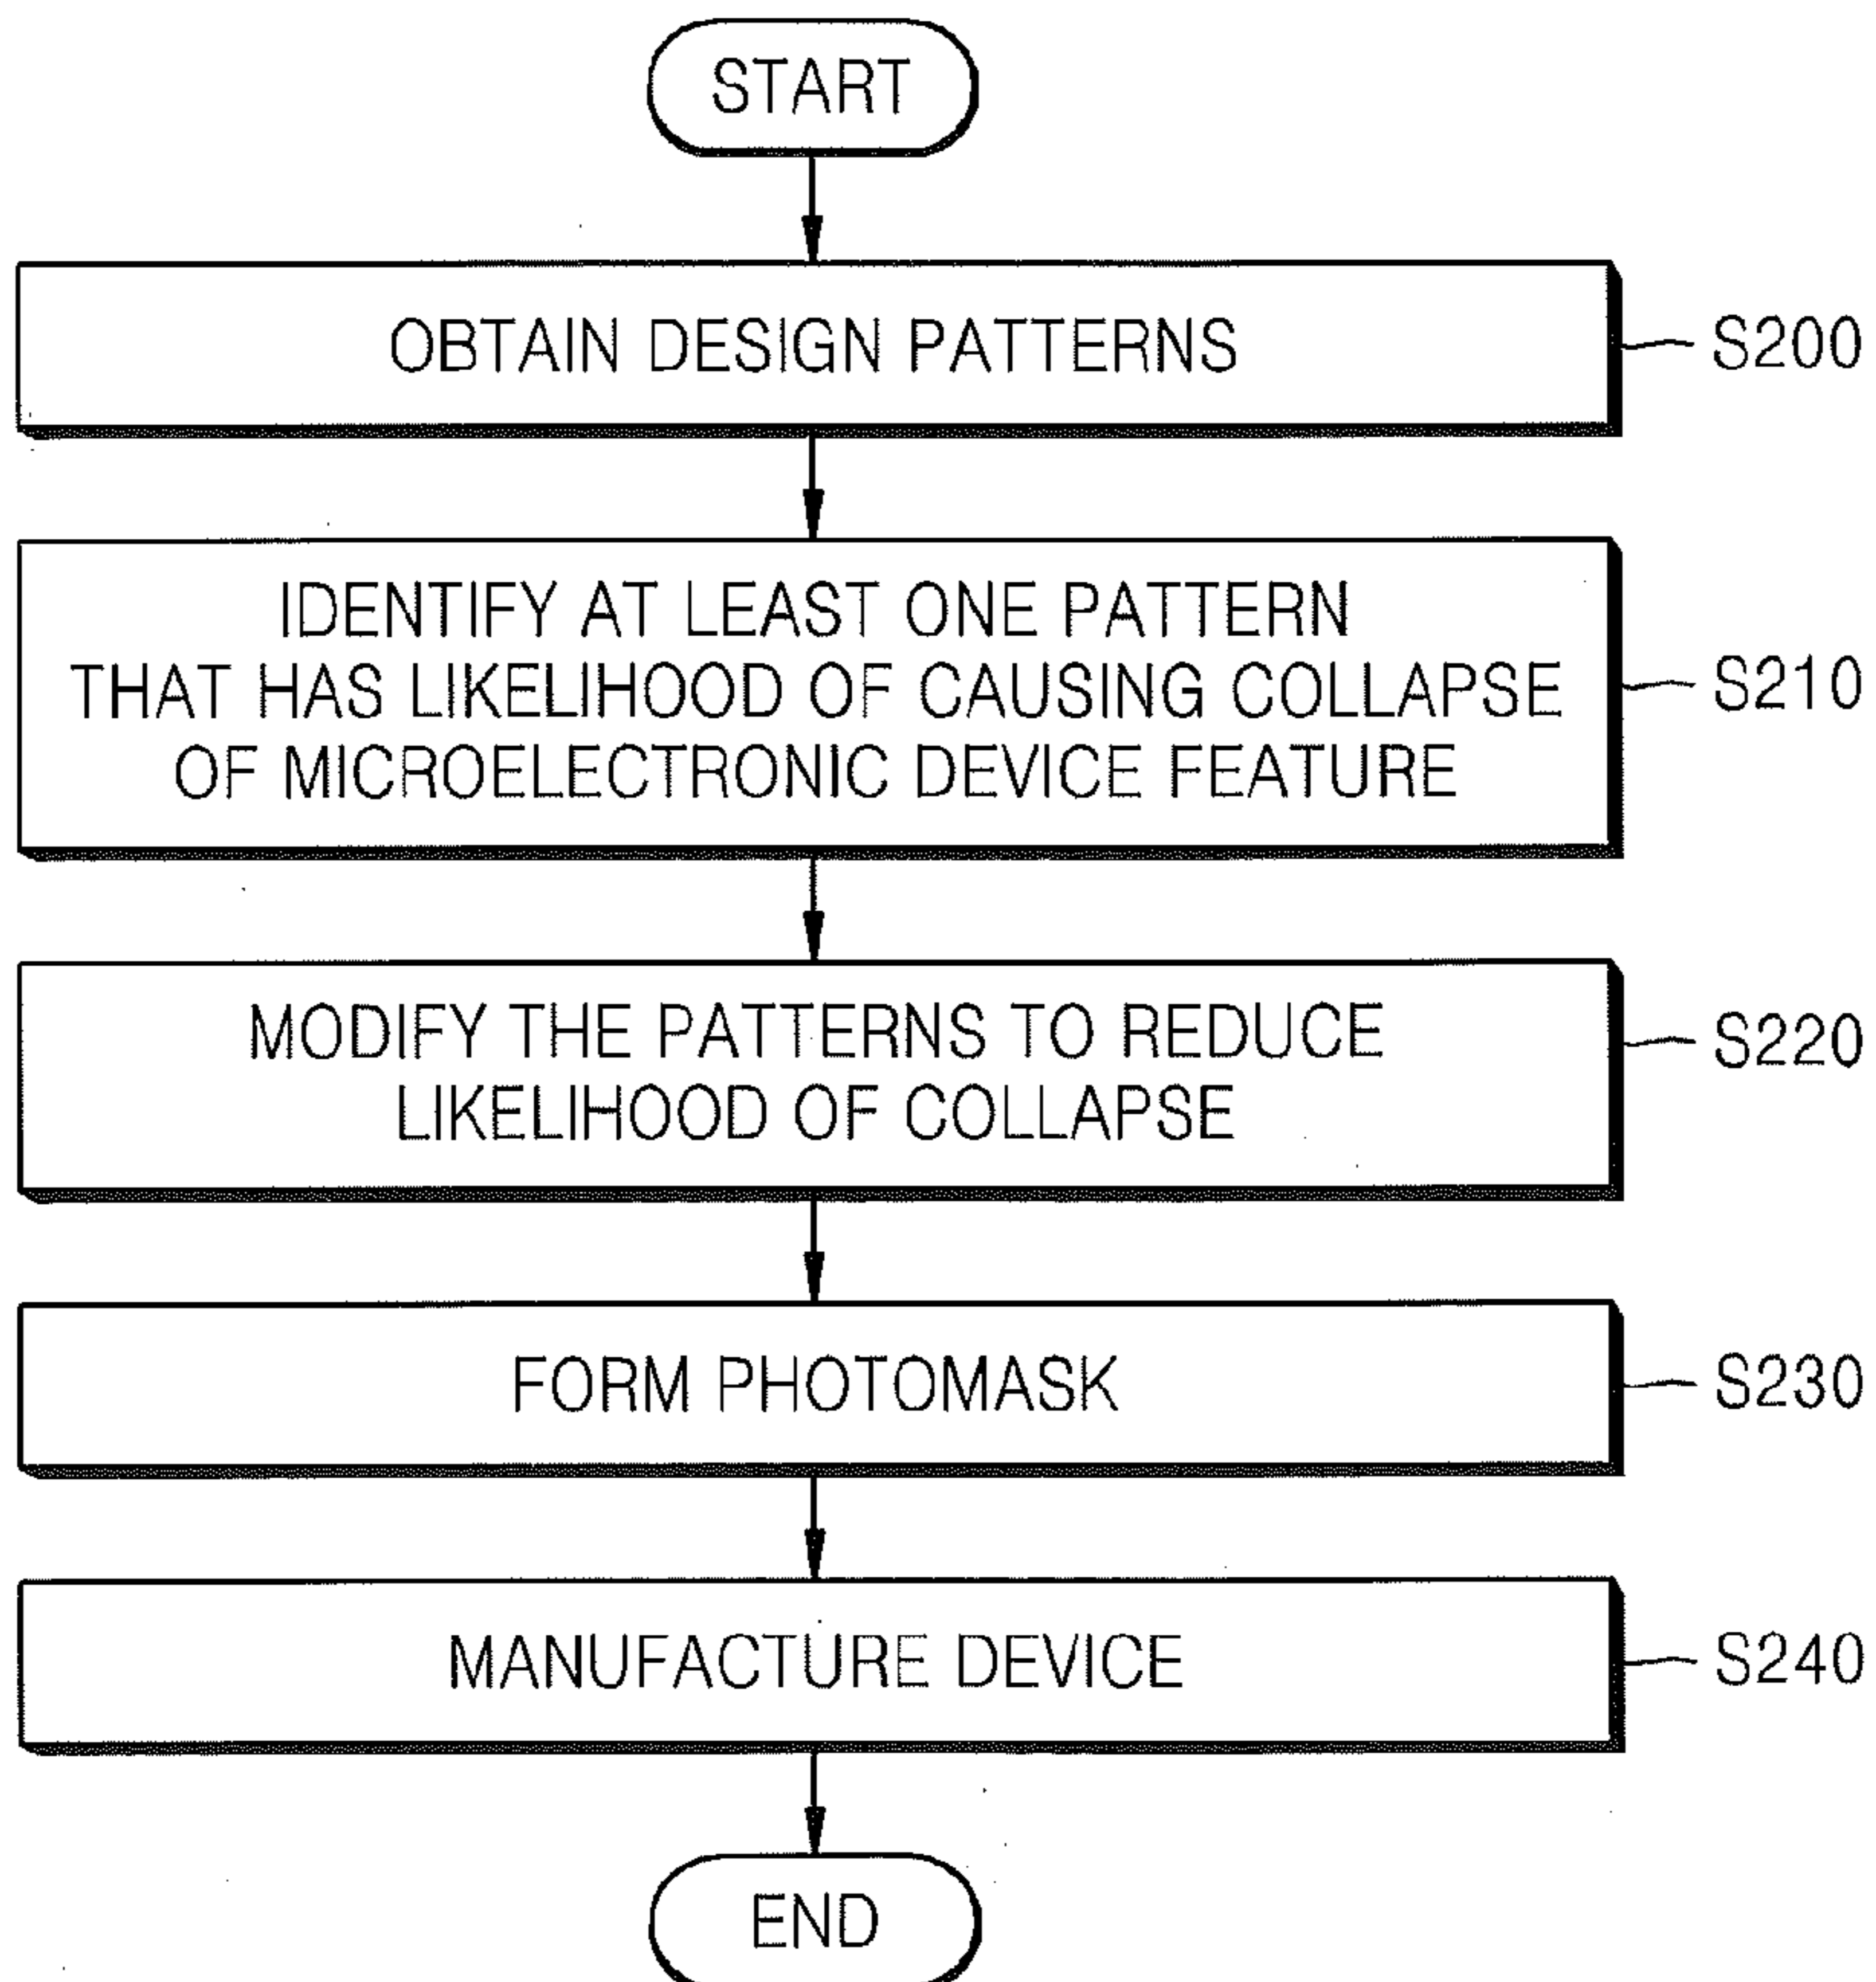 START
OBTAIN DESIGN PATTERNS
S200
IDENTIFY AT LEAST ONE PATTERN
THAT HAS LIKELIHOOD OF CAUSING COLLAPSE
OF MICROELECTRONIC DEVICE FEATURE
S210
MODIFY THE PATTERNS TO REDUCE
LIKELIHOOD OF COLLAPSE
S220
FORM PHOTOMASK
S230
MANUFACTURE DEVICE
S240
END